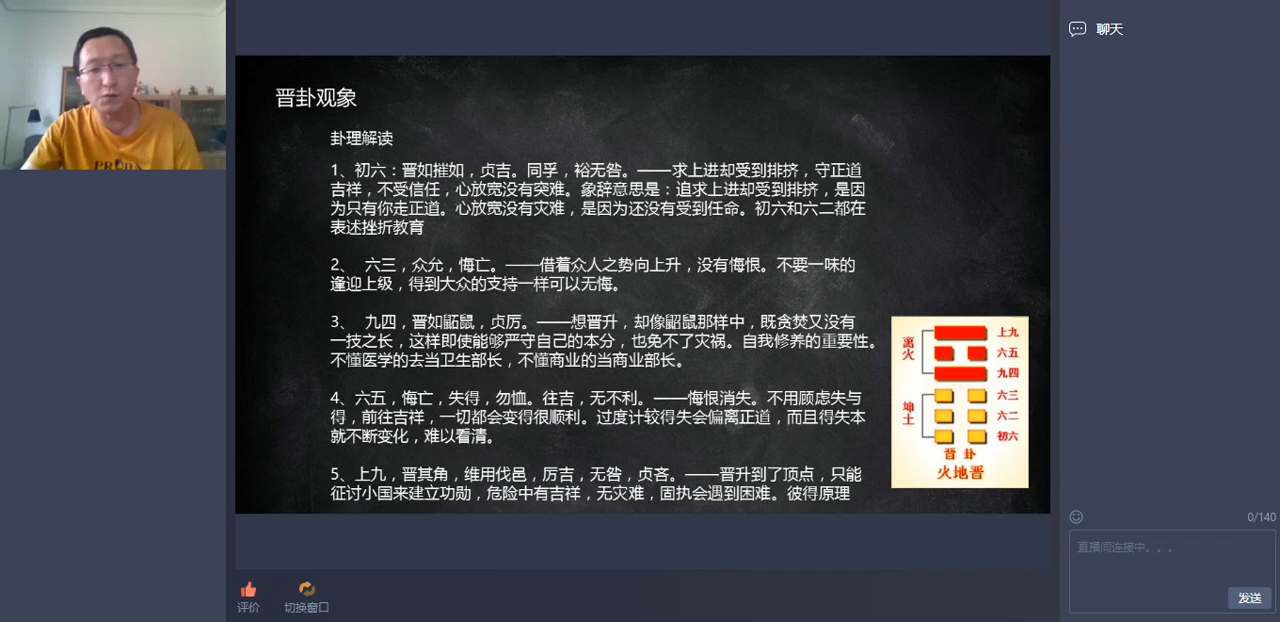 聊天
晋卦观象
卦理解读
1、初六：晋如摧如，贞吉。罔孚，裕无咎。——求上进却受到排挤，守正道
吉祥，不受信任，心放宽没有突难。象辞意思是：追求上进却受到排挤，是因
为只有你走正道。心放宽没有灾难，是因为还没有受到任命。初六和六二都在
表述挫折教育
2、 六三，众允，悔亡。——借着众人之势向上升，没有悔恨。不要一味的
逢迎上级，得到大众的支持一样可以无悔。
3、 九四，晋如鼫鼠，贞厉。——想晋升，却像鼫鼠那样中，既贪焚又没有
一技之长，这样即使能够严守自己的本分，也免不了灾祸。自我修养的重要性。
不懂医学的去当卫生部长，不懂商业的当商业部长。
4、六五，悔亡，失得，勿恤。往吉，无不利。——悔恨消失。不用顾虑失与
得，前往吉祥，一切都会变得很顺利。过度计较得失会偏离正道，而且得失本
就不断变化，难以看清。
5、上九，晋其角，维用伐邑，厉吉，无咎，贞吝。——晋升到了顶点，只能
征讨小国来建立功勋，危险中有吉祥，无灾难，固执会遇到困难。彼得原理
离火
上九
六五
九四
坤土
六三
六二
初六
晋 卦
火地晋
0/140
直播间连接中。。。
发送
评价
切换窗口